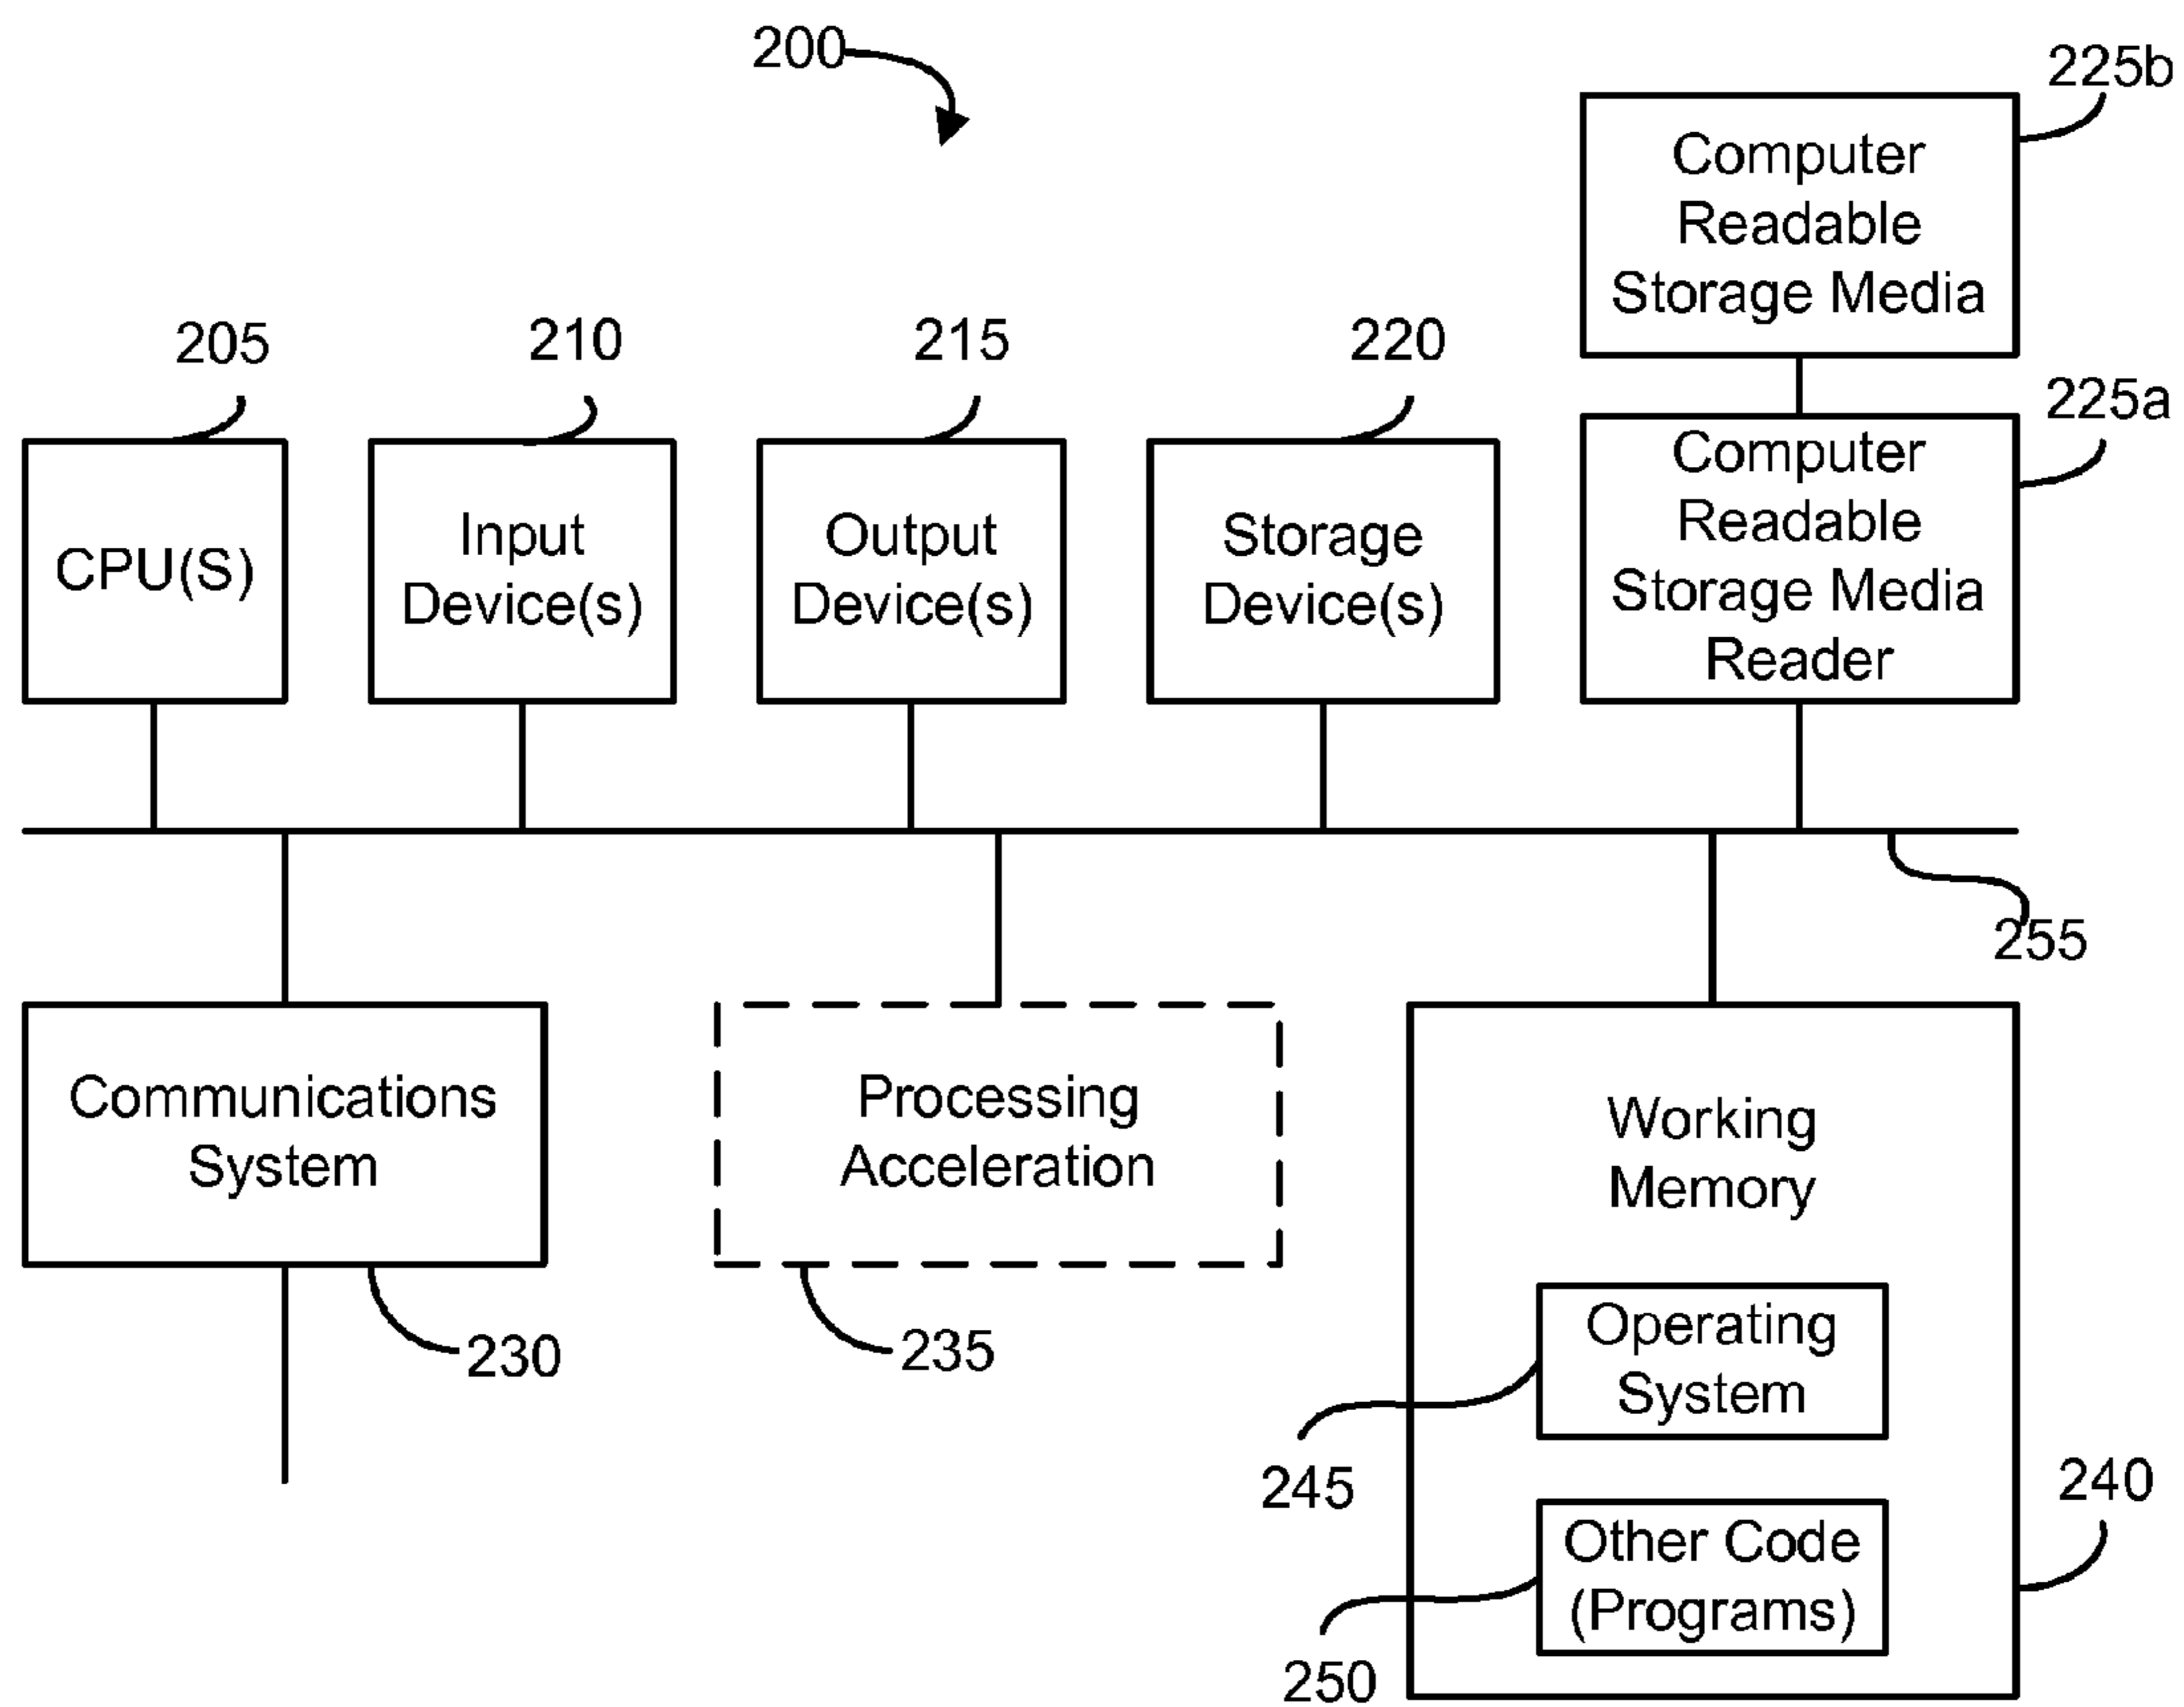 200
225b
Computer
Readable
Storage Media
205
210
215
220
225a
CPU(S)
Input
Device(s)
Output
Device(s)
Storage
Device(s)
Computer
Readable
Storage Media
Reader
255
Communications
System
230
Processing
Acceleration
235
Working
Memory
Operating
System
245
240
Other Code
(Programs)
250